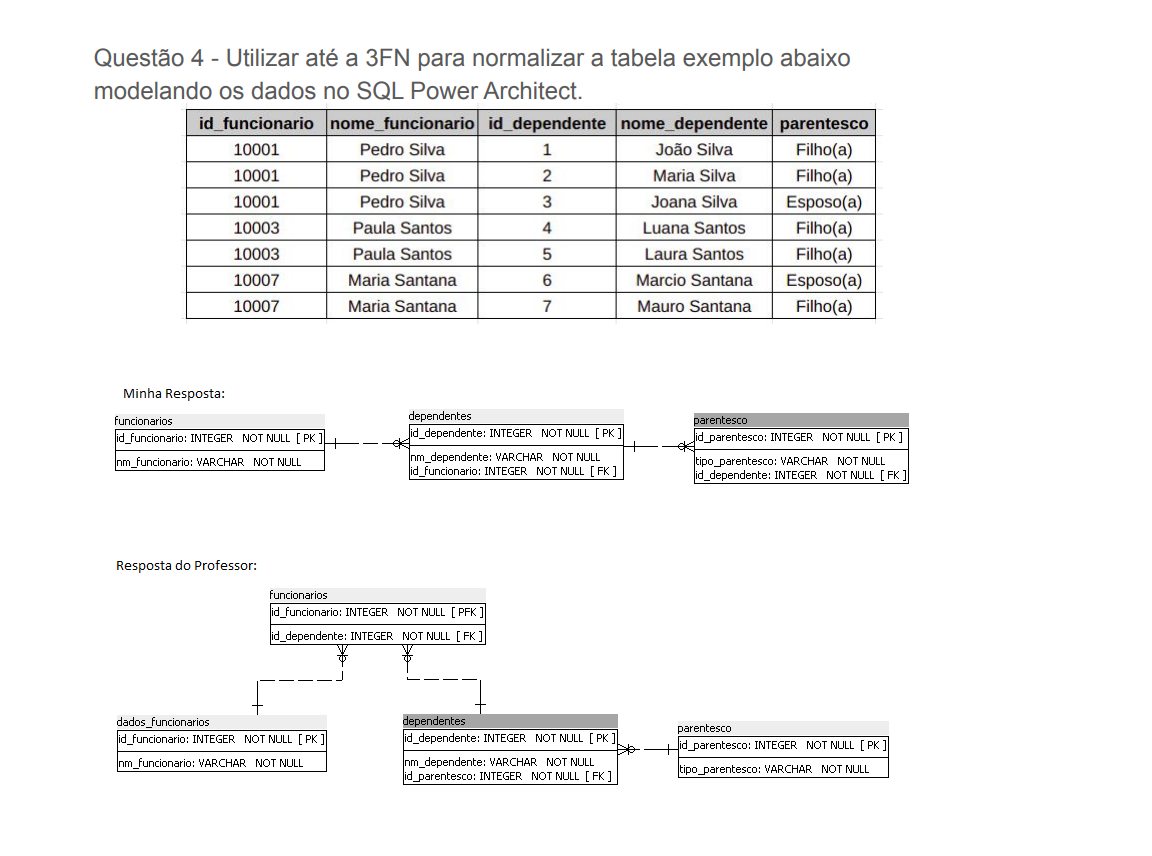 Questão 4 - Utilizar até a 3FN para normalizar a tabela exemplo abaixo
modelando os dados no SQL Power Architect.
id_funcionario nome_funcionario id_dependente nome_dependente parentesco
10001 Pedro Silva 1 João Silva Filho(a)
10001 Pedro Silva 2 Maria Silva Filho(a)
10001 Pedro Silva 3 Joana Silva Esposo(a)
10003 Paula Santos 4 Luana Santos Filho(a)
10003 Paula Santos 5 Laura Santos Filho(a)
10007 Maria Santana 6 Marcio Santana Esposo(a)
10007 Maria Santana 7 Mauro Santana Filho(a)
Minha Resposta:
funcionarios
id_funcionario: INTEGER NOT NULL [ PK ]
nm_funcionario: VARCHAR NOT NULL
dependentes
id_dependente: INTEGER NOT NULL [ PK ]
nm_dependente: VARCHAR NOT NULL
id_funcionario: INTEGER NOT NULL [ FK ]
parentesco
id_parentesco: INTEGER NOT NULL [ PK ]
tipo_parentesco: VARCHAR NOT NULL
id_dependente: INTEGER NOT NULL [ FK ]
Resposta do Professor:
funcionarios
id_funcionario: INTEGER NOT NULL [ PFK ]
id_dependente: INTEGER NOT NULL [ FK ]
dados_funcionarios
id_funcionario: INTEGER NOT NULL [ PK ]
nm_funcionario: VARCHAR NOT NULL
dependentes
id_dependente: INTEGER NOT NULL [ PK ]
nm_dependente: VARCHAR NOT NULL
id_parentesco: INTEGER NOT NULL [ FK ]
parentesco
id_parentesco: INTEGER NOT NULL [ PK ]
tipo_parentesco: VARCHAR NOT NULL